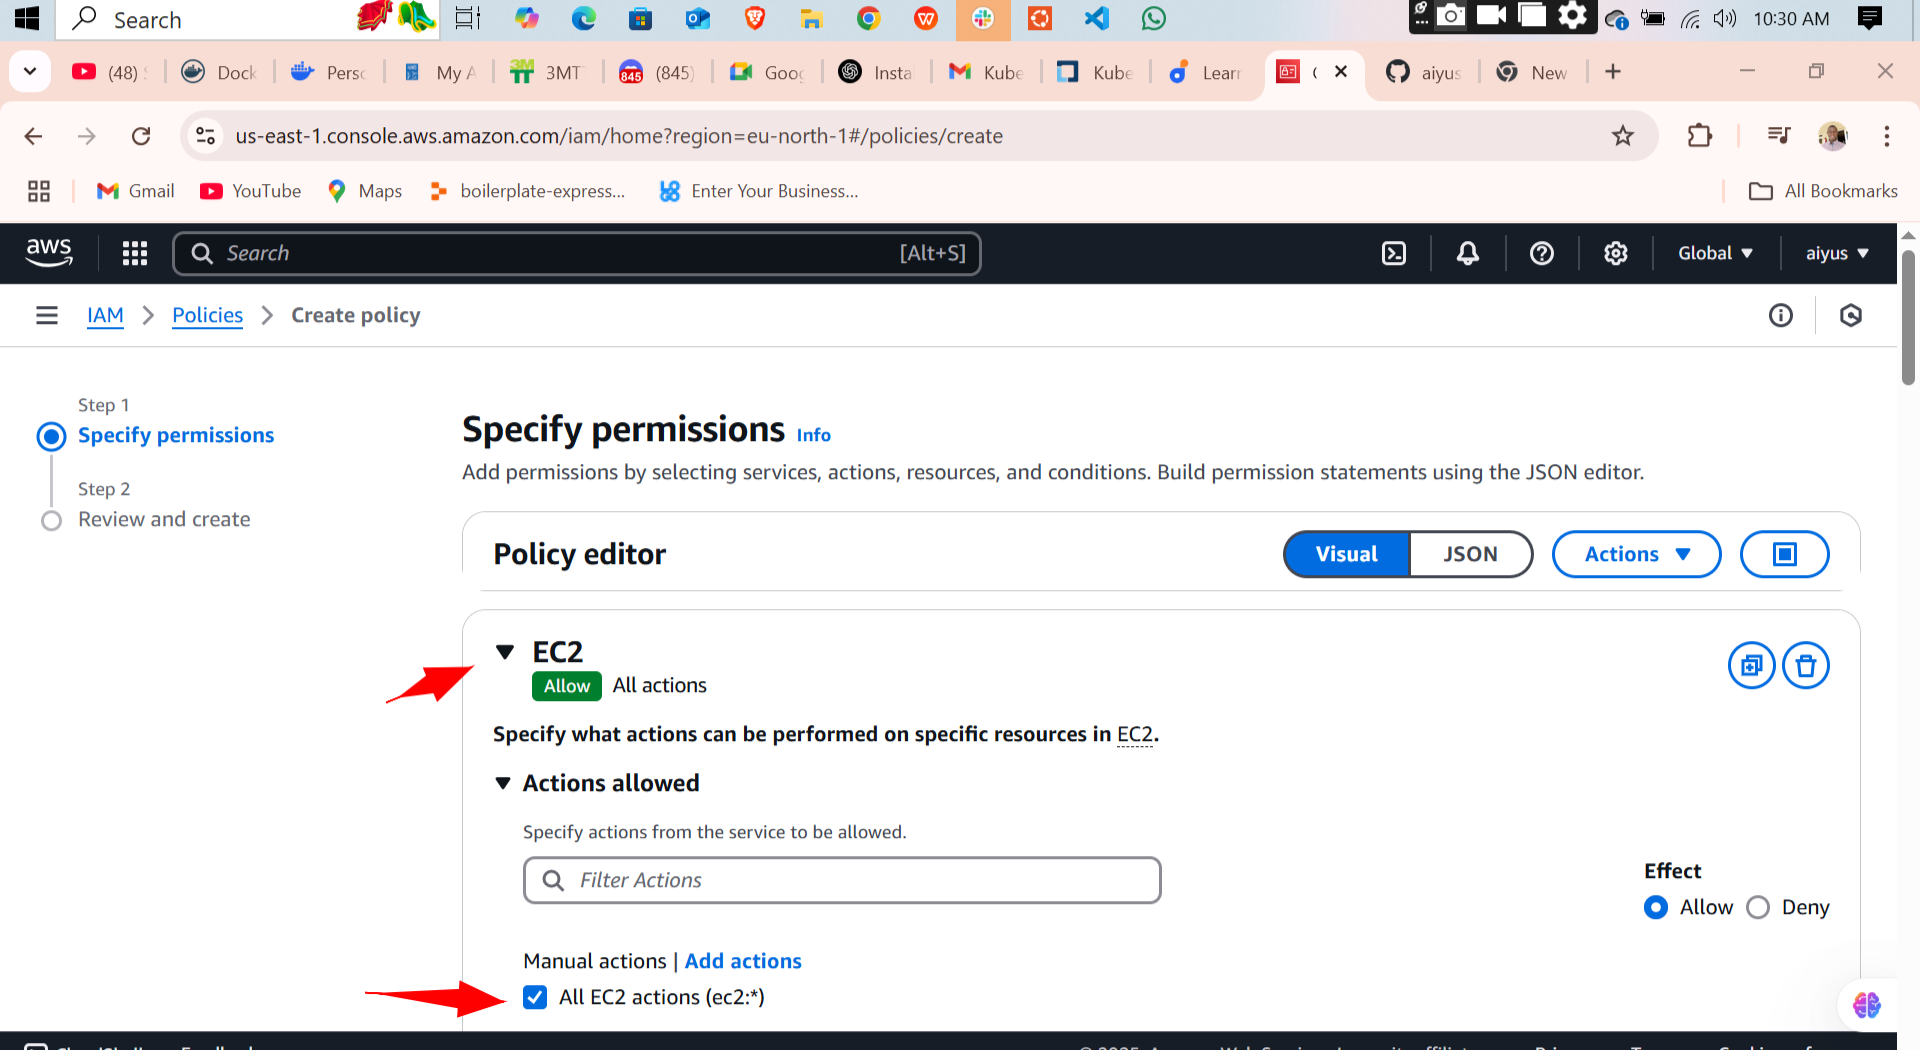 Search
10:30 AM
(48)
Dock
Persc
My A
3MT
(845)
Goog
Insta
Kube
Kube
Learn
aiyus
New
us-east-1.console.aws.amazon.com/iam/home?region=eu-north-1#/policies/create
Gmail
YouTube
Maps
boilerplate-express...
Enter Your Business...
All Bookmarks
aws
Search
[Alt+S]
Global
aiyus
IAM
Policies
Create policy
Step 1
Specify permissions
Step 2
Review and create
Specify permissions Info
Add permissions by selecting services, actions, resources, and conditions. Build permission statements using the JSON editor.
Policy editor
Visual
JSON
Actions
EC2
Allow All actions
Specify what actions can be performed on specific resources in EC2.
Actions allowed
Specify actions from the service to be allowed.
Filter Actions
Effect
Allow
Deny
Manual actions | Add actions
All EC2 actions (ec2:*)